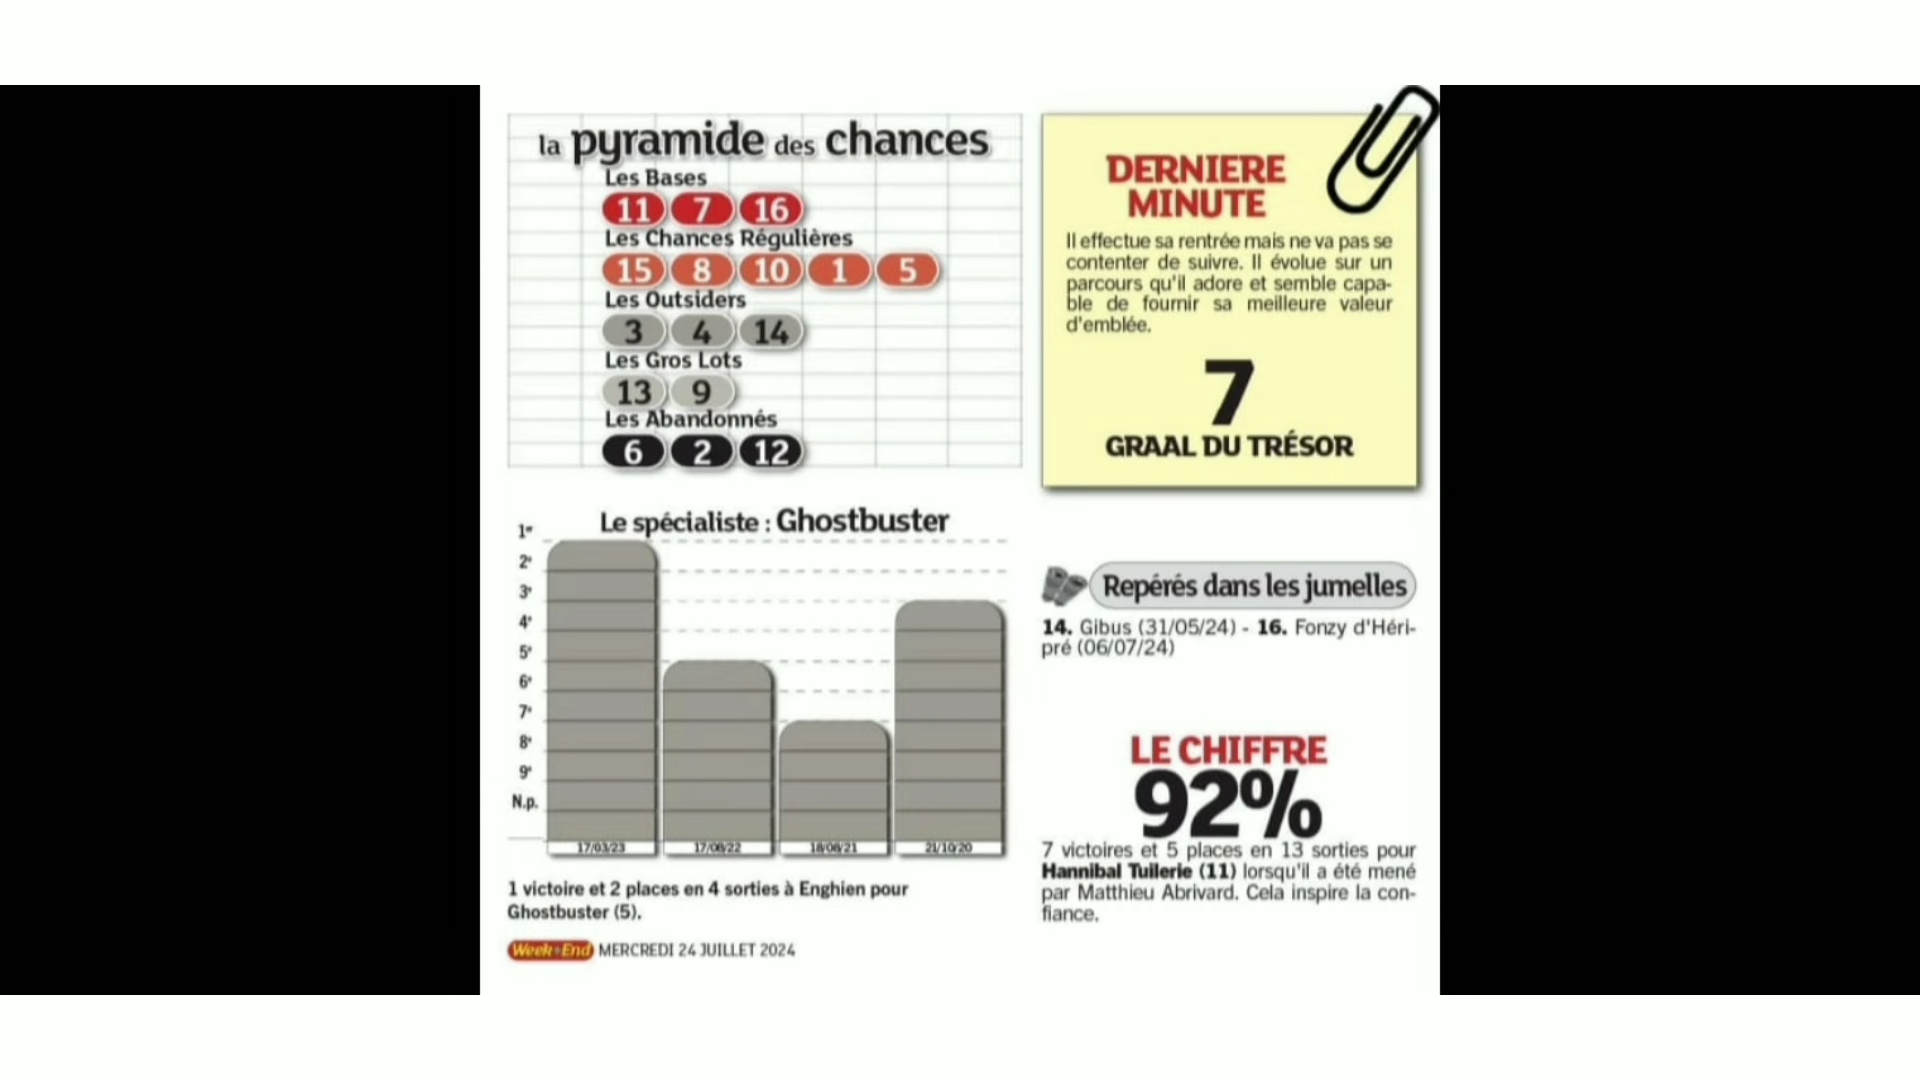 la pyramide des chances
Les Bases
11 7 16
Les Chances Régulières
15 8 10 1 5
Les Outsiders
3 4 14
Les Gros Lots
13 9
Les Abandonnés
6 2 12
DERNIERE
MINUTE
Il effectue sa rentrée mais ne va pas se
contenter de suivre. Il évolue sur un
parcours qu'il adore et semble capa-
ble de fournir sa meilleure valeur
d'emblée.
7
GRAAL DU TRÉSOR
Le spécialiste : Ghostbuster
1er
2e
3e
4e
5e
6e
7e
8e
9e
N.p.
17/03/23 17/08/22 18/08/21 21/10/20
1 victoire et 2 places en 4 sorties à Enghien pour
Ghostbuster (5).
Week-End MERCREDI 24 JUILLET 2024
Repérés dans les jumelles
14. Gibus (31/05/24) - 16. Fonzy d'Héri-
pré (06/07/24)
LE CHIFFRE
92%
7 victoires et 5 places en 13 sorties pour
Hannibal Tuilerie (11) lorsqu'il a été mené
par Matthieu Abrivard. Cela inspire la con-
fiance.